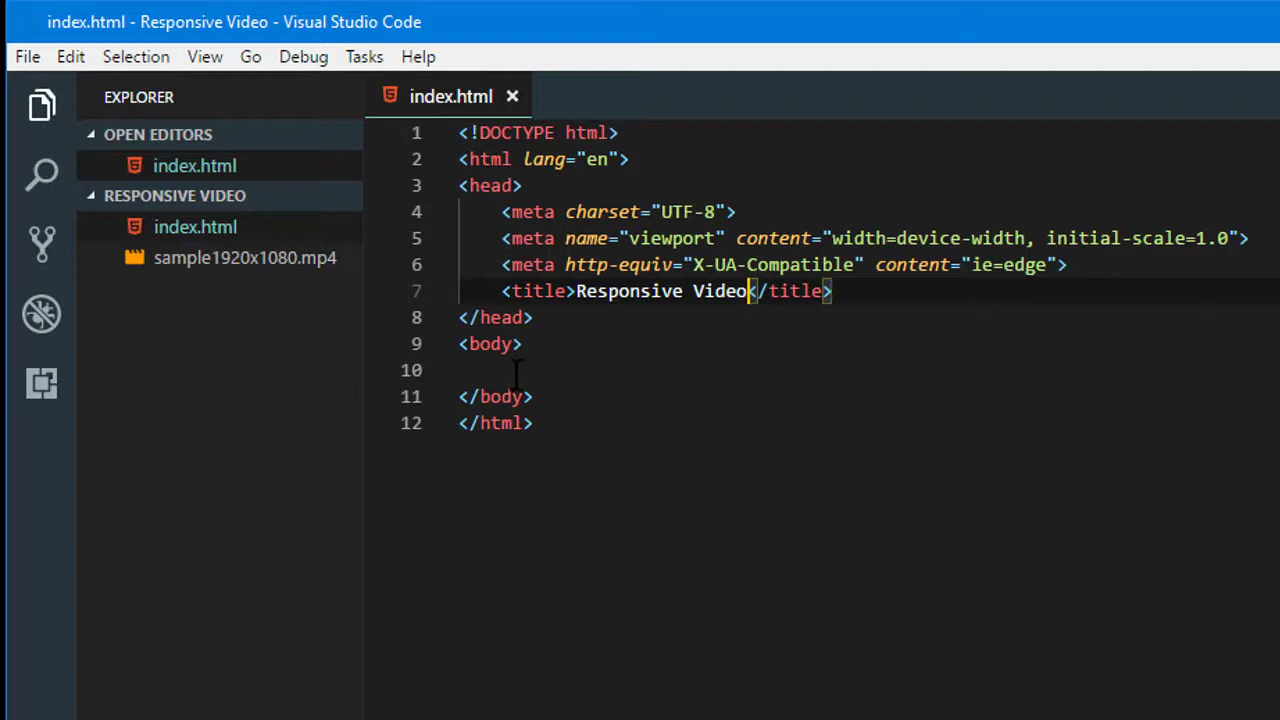 index.html - Responsive Video - Visual Studio Code
File Edit Selection View Go Debug Tasks Help
EXPLORER
OPEN EDITORS
index.html
RESPONSIVE VIDEO
index.html
sample1920x1080.mp4
index.html
1 <!DOCTYPE html>
2 <html lang="en">
3 <head>
4 <meta charset="UTF-8">
5 <meta name="viewport" content="width=device-width, initial-scale=1.0">
6 <meta http-equiv="X-UA-Compatible" content="ie=edge">
7 <title>Responsive Video</title>
8 </head>
9 <body>
10
11 </body>
12 </html>